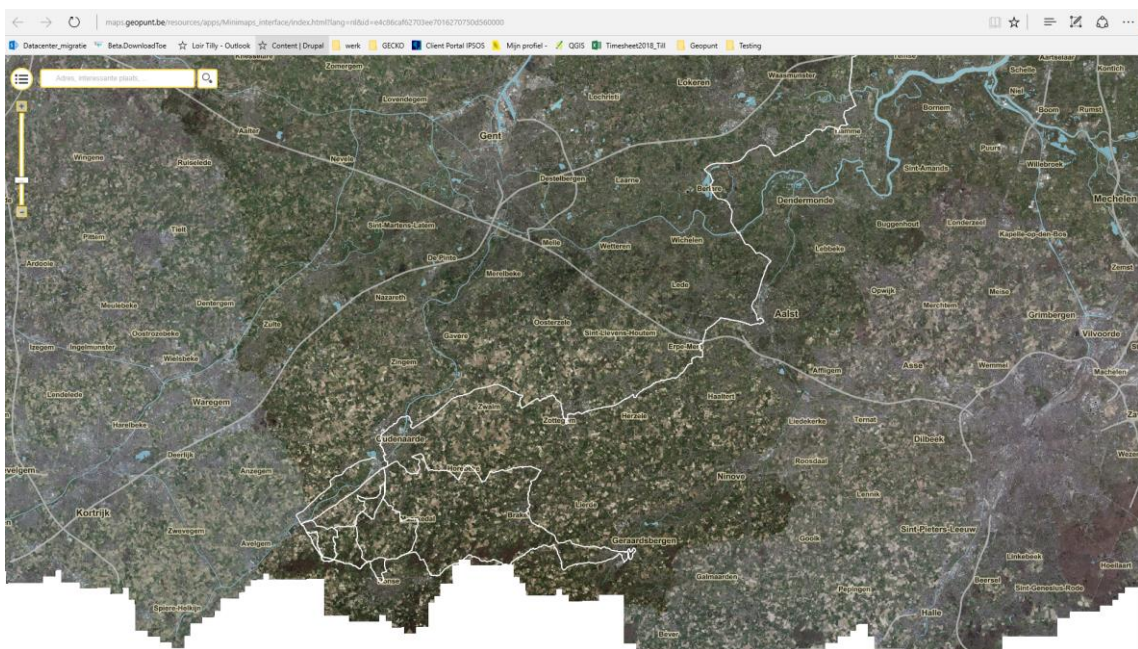 maps.geopunt.be/resources/apps/Minimaps_interface/index.html?lang=nl&id=e4c86caf62703ee7016270750d560000
Datacenter_migratie Beta.DownloadToe Loir Tilly - Outlook Content | Drupal werk GECKO Client Portal IPSOS Mijn profiel - QGIS Timesheet2018_Till Geopunt Testing
Adres, interessante plaats, ...
Zomergem
Lokeren
Waasmunster
Schelle
Aartselaar
Kontich
Niel
Lovendegem
Lochristi
Bornem
Boom
Rumst
Aalter
Gent
Hamme
Puurs
Wingene
Ruiselede
Nevele
Destelbergen
Laarne
Sint-Amands
Willebroek
Berlare
Dendermonde
Mechelen
Tielt
Sint-Martens-Latem
Buggenhout
Londerzeel
Kapelle-op-den-Bos
Pittem
Melle
Wetteren
Wichelen
Lebbeke
Ardooie
De Pinte
Merelbeke
Zemst
Lede
Opwijk
Meise
Meulebeke
Dentergem
Nazareth
Merchtem
Grimbergen
Oostrozebeke
Zulte
Oosterzele
Sint-Lievens-Houtem
Aalst
Vilvoorde
Izegem
Ingelmunster
Gavere
Wielsbeke
Zingem
Affligem
Asse
Wemmel
Machelen
Lendelede
Waregem
Zwalm
Haaltert
Harelbeke
Zottegem
Herzele
Liedekerke
Ternat
Oudenaarde
Dilbeek
Deerlijk
Roosdaal
Anzegem
Ninove
Lennik
Kortrijk
Lierde
Zwevegem
Sint-Pieters-Leeuw
Avelgem
Geraardsbergen
Gooik
Linkebeek
Hoeilaart
Galmaarden
Pepingen
Beersel
Sint-Genesius-Rode
Spiere-Helkijn
Halle
Bever